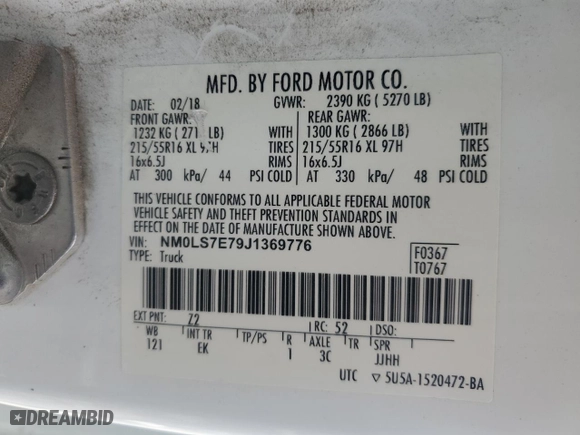 MFD. BY FORD MOTOR CO.
DATE: 02/18 GVWR: 2390 KG ( 5270 LB)
FRONT GAWR: REAR GAWR:
1232 KG ( 271 LB) WITH 1300 KG ( 2866 LB) WITH
215/55R16 XL TIRES 215/55R16 XL 97H TIRES
16x6.5J RIMS 16x6.5J RIMS
AT 300 kPa/ 44 PSI COLD AT 330 kPa/ 48 PSI COLD
THIS VEHICLE CONFORMS TO ALL APPLICABLE FEDERAL MOTOR
VEHICLE SAFETY AND THEFT PREVENTION STANDARDS IN
EFFECT ON THE DATE OF MANUFACTURE SHOWN ABOVE.
VIN: NM0LS7E79J1369776
TYPE: Truck
F0367
T0767
EXT PNT: Z2 RC: 52 DSO:
WB INT TR TP/PS R AXLE TR SPR
121 EK 1 3C JJHH
UTC ▽ 5U5A-1520472-BA
DREAMBID